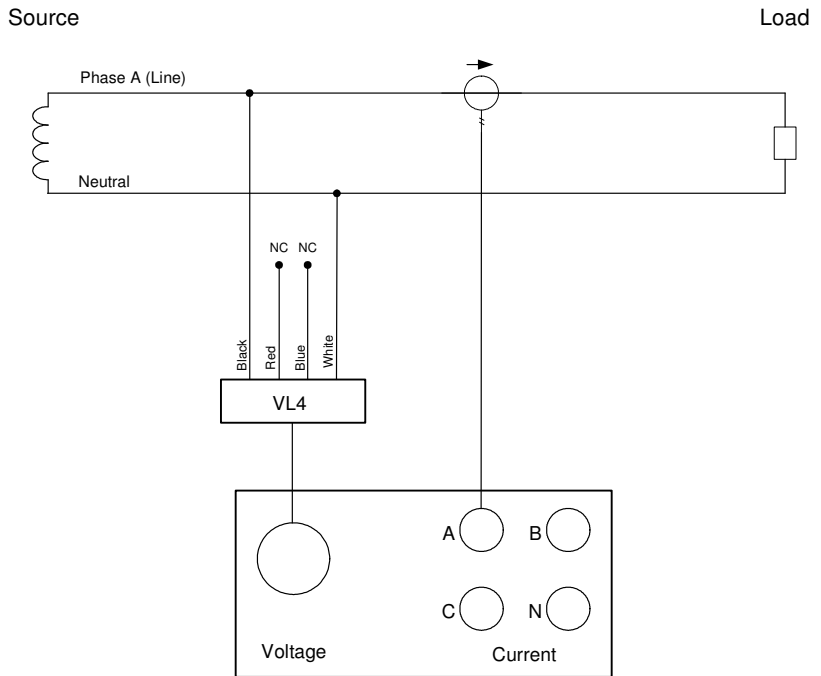 Source
Load
Phase A (Line)
Neutral
NC NC
Black
Red
Blue
White
VL4
A
B
C
N
Voltage
Current